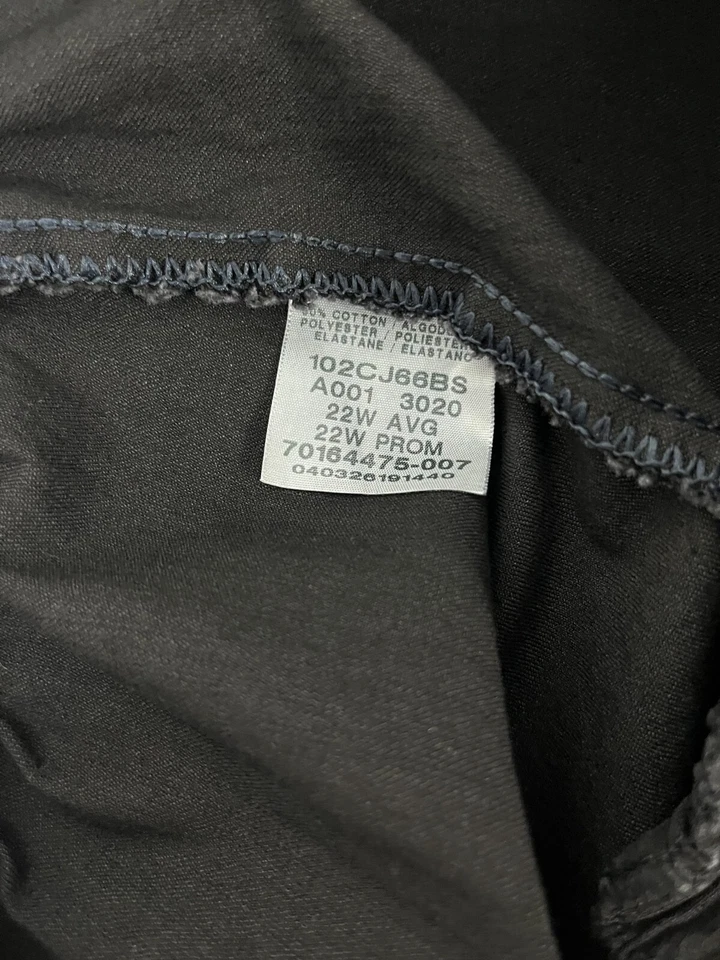 COTTON / ALGOD
POLYESTER / POLIESTER
ELASTANE / ELASTANO
102CJ66BS
A001 3020
22W AVG
22W PROM
70164475-007
040326191440